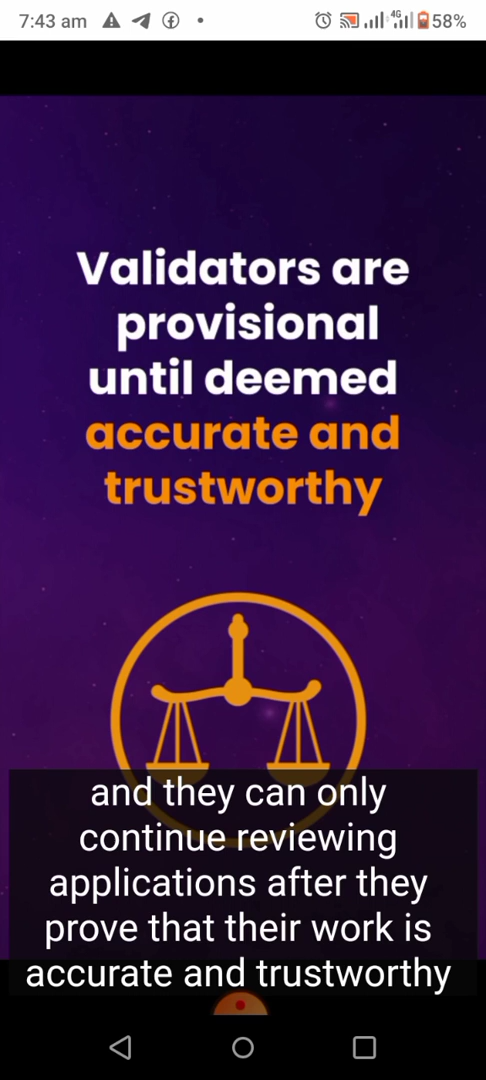 7:43 am
4G
58%
Validators are
provisional
until deemed
accurate and
trustworthy
and they can only
continue reviewing
applications after they
prove that their work is
accurate and trustworthy